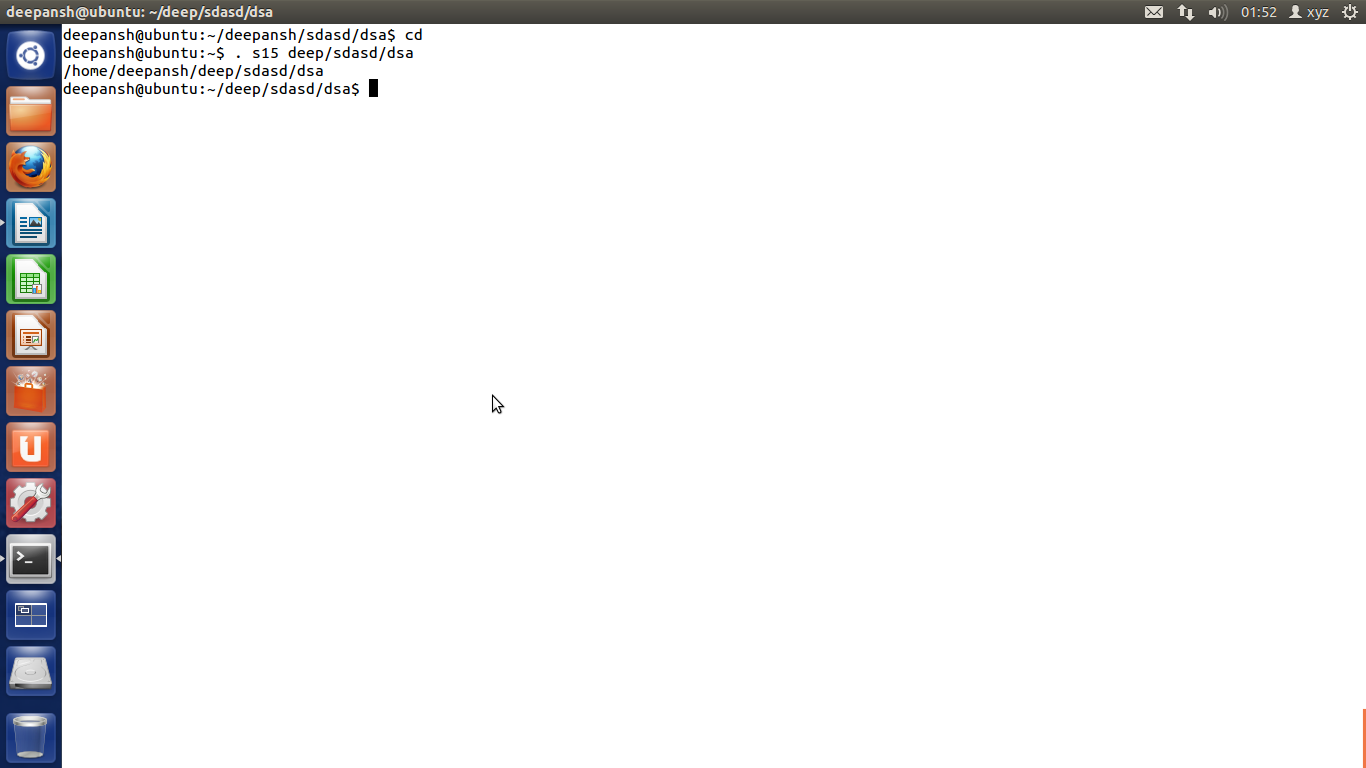 deepansh@ubuntu: ~/deep/sdasd/dsa
01:52
xyz
deepansh@ubuntu:~/deepansh/sdasd/dsa$ cd
deepansh@ubuntu:~$ . s15 deep/sdasd/dsa
/home/deepansh/deep/sdasd/dsa
deepansh@ubuntu:~/deep/sdasd/dsa$